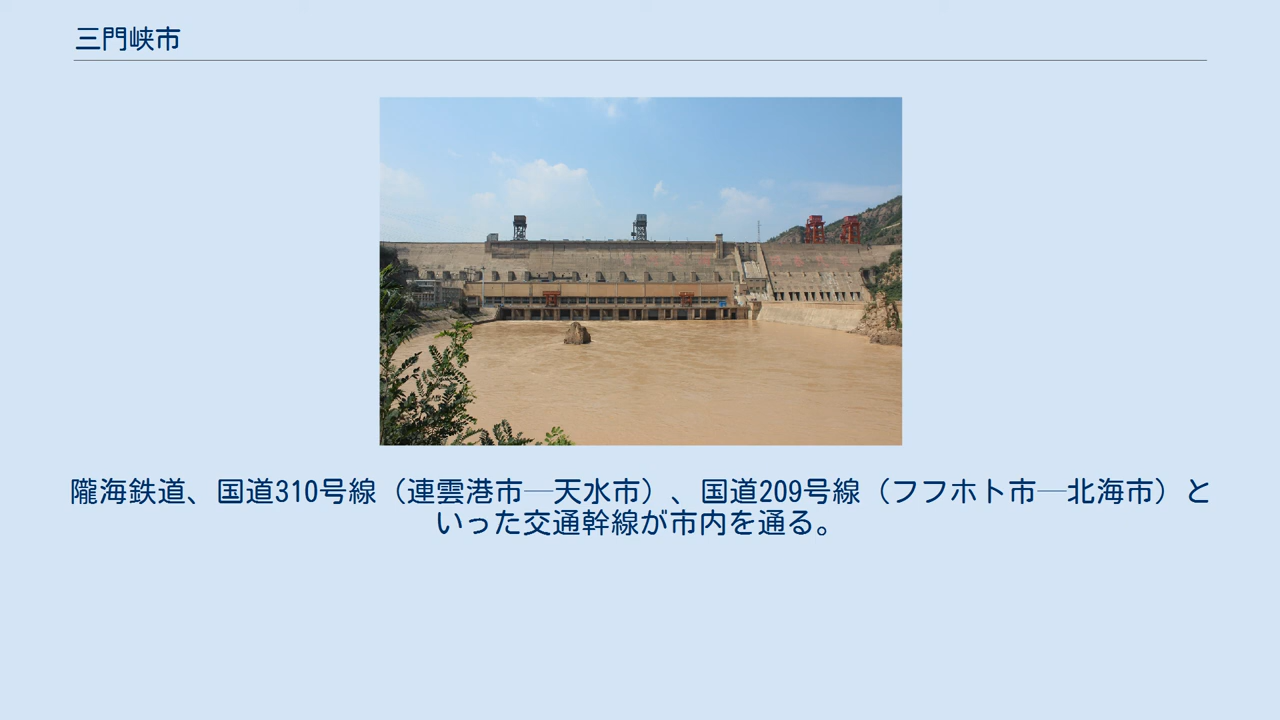 三門峡市
隴海鉄道、国道310号線（連雲港市─天水市）、国道209号線（フフホト市─北海市）と
いった交通幹線が市内を通る。